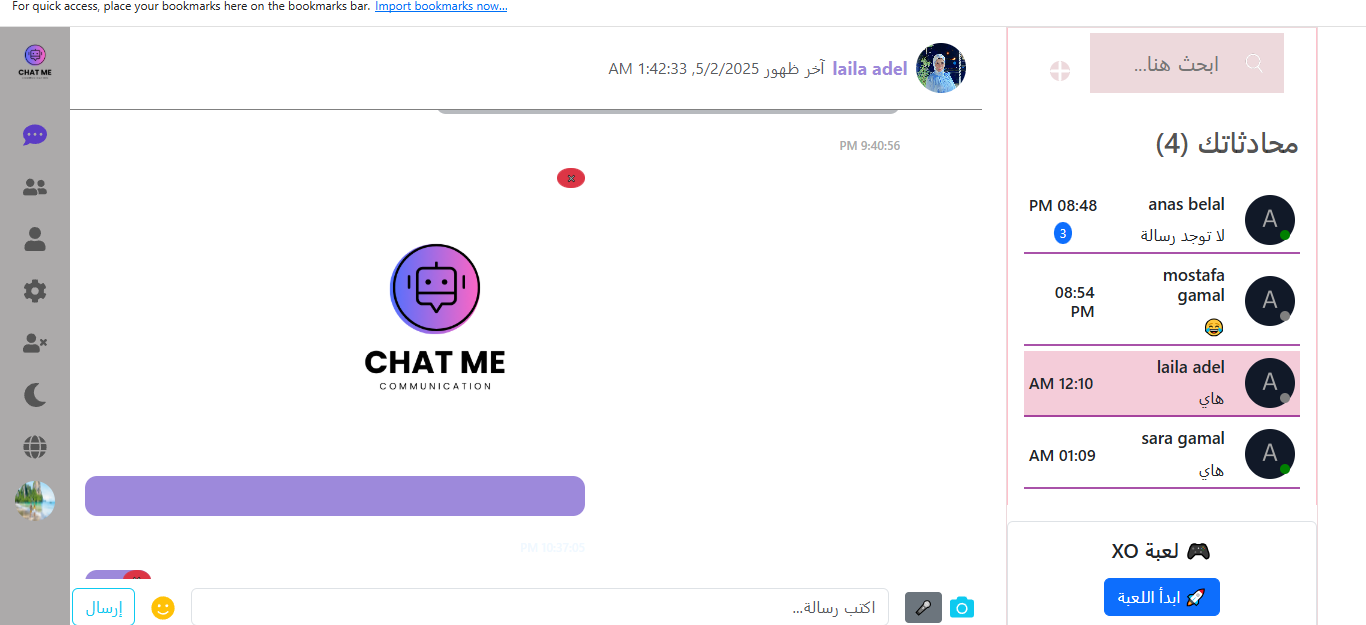 For quick access, place your bookmarks here on the bookmarks bar. Import bookmarks now...
CHAT ME
laila adel آخر ظهور 5/2/2025, 1:42:33 AM
9:40:56 PM
CHAT ME
COMMUNICATION
10:37:05 PM
إرسال
اكتب رسالة...
ابحث هنا...
محادثاتك (4)
anas belal
08:48 PM
لا توجد رسالة
3
mostafa
gamal
08:54
PM
😂
laila adel
12:10 AM
هاي
sara gamal
01:09 AM
هاي
A
A
A
A
🎮 لعبة XO
🚀 ابدأ اللعبة